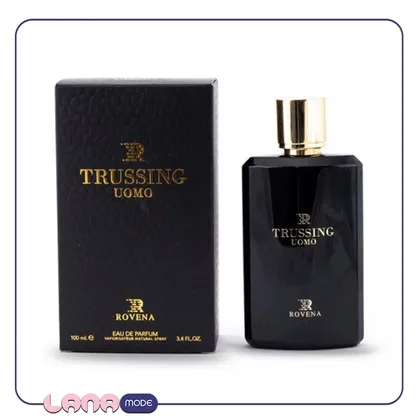 R
TRUSSING
UOMO
R
ROVENA
100 ml. e
EAU DE PARFUM
VAPORISATEUR NATURAL SPRAY
3.4 FL.OZ.
R
TRUSSING
UOMO
R
ROVENA
LANA MODE